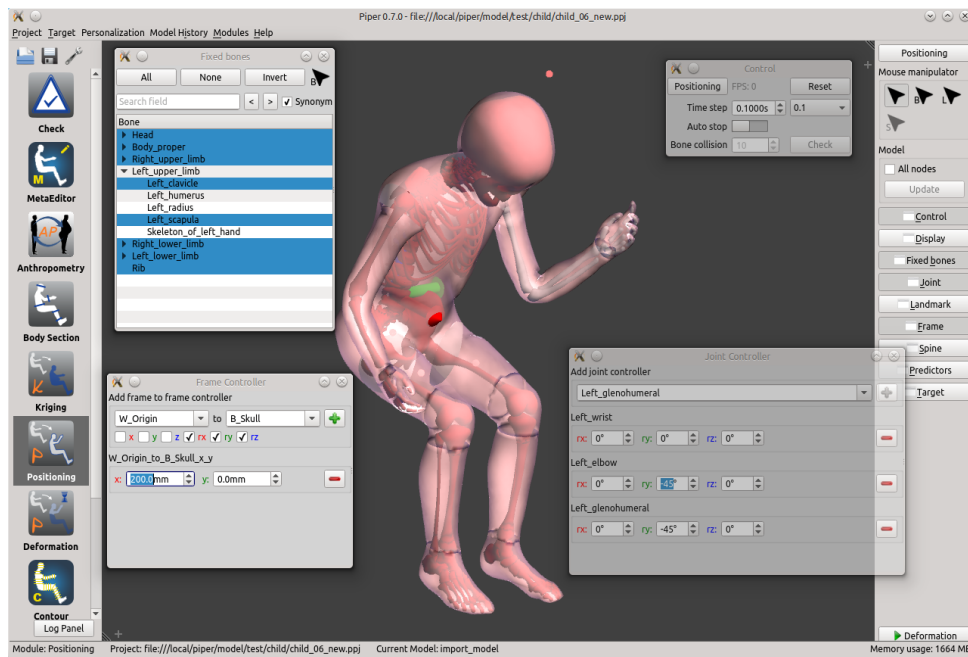 Piper 0.7.0 - file:///local/piper/model/test/child/child_06_new.ppj
Project Target Personalization Model History Modules Help
Check
M
MetaEditor
AP
Anthropometry
Body Section
K
Kriging
P
Positioning
P
Deformation
C
Contour
Log Panel
Fixed bones
All None Invert B
Search field < > Synonym
Bone
Head
Body_proper
Right_upper_limb
Left_upper_limb
Left_clavicle
Left_humerus
Left_radius
Left_scapula
Skeleton_of_left_hand
Right_lower_limb
Left_lower_limb
Rib
Frame Controller
Add frame to frame controller
W_Origin to B_Skull
x y z rx ry rz
W_Origin_to_B_Skull_x_y
x: 200.0mm y: 0.0mm
Control
Positioning FPS: 0 Reset
Time step 0.1000s 0.1
Auto stop
Bone collision 10 Check
Joint Controller
Add joint controller
Left_glenohumeral
Left_wrist
rx: 0° ry: 0° rz: 0°
Left_elbow
rx: 0° ry: -45° rz: 0°
Left_glenohumeral
rx: 0° ry: -45° rz: 0°
Positioning
Mouse manipulator
B L
S
Model
All nodes
Update
Control
Display
Fixed bones
Joint
Landmark
Frame
Spine
Predictors
Target
Deformation
Module: Positioning Project: file:///local/piper/model/test/child/child_06_new.ppj Current Model: import_model Memory usage: 1664 MB